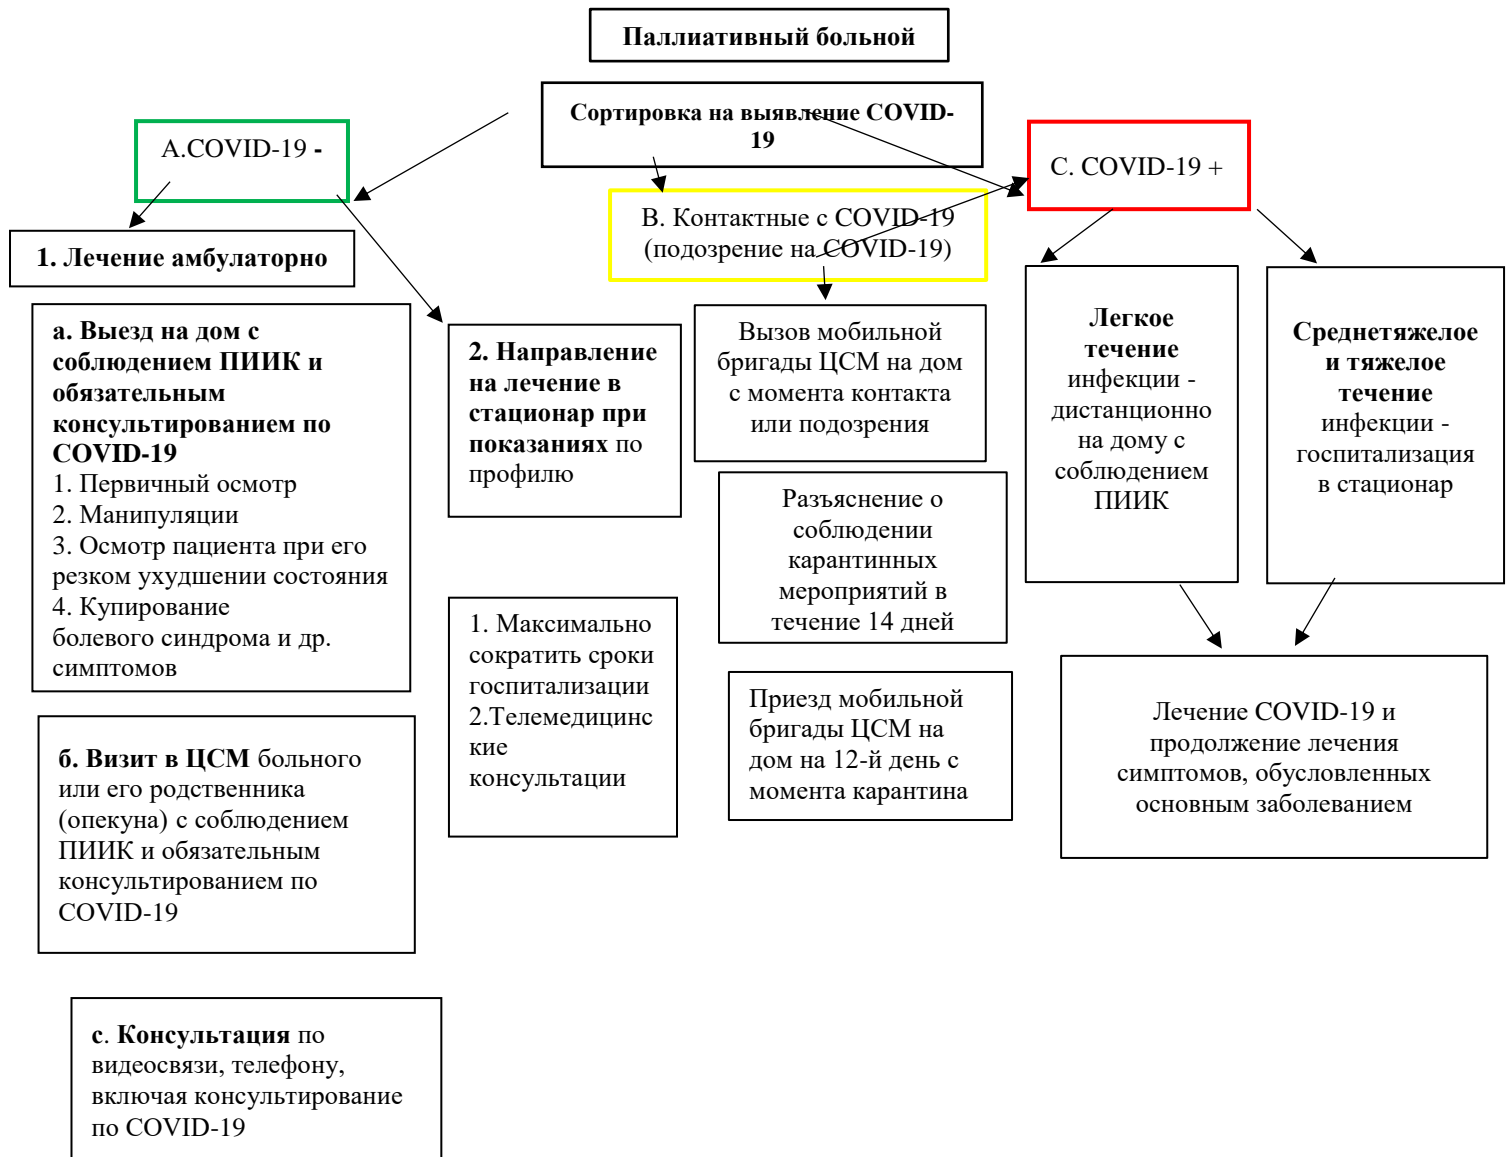 Паллиативный больной
Сортировка на выявление COVID-
19
A.COVID-19 -
1. Лечение амбулаторно
а. Выезд на дом с
соблюдением ПИИК и
обязательным
консультированием по
COVID-19
1. Первичный осмотр
2. Манипуляции
3. Осмотр пациента при его
резком ухудшении состояния
4. Купирование
болевого синдрома и др.
симптомов
б. Визит в ЦСМ больного
или его родственника
(опекуна) с соблюдением
ПИИК и обязательным
консультированием по
COVID-19
с. Консультация по
видеосвязи, телефону,
включая консультирование
по COVID-19
2. Направление
на лечение в
стационар при
показаниях по
профилю
1. Максимально
сократить сроки
госпитализации
2.Телемедицинс
кие
консультации
В. Контактные с COVID-19
(подозрение на COVID-19)
Вызов мобильной
бригады ЦСМ на дом
с момента контакта
или подозрения
Разъяснение о
соблюдении
карантинных
мероприятий в
течение 14 дней
Приезд мобильной
бригады ЦСМ на
дом на 12-й день с
момента карантина
С. COVID-19 +
Легкое
течение
инфекции -
дистанционно
на дому с
соблюдением
ПИИК
Среднетяжелое
и тяжелое
течение
инфекции -
госпитализация
в стационар
Лечение COVID-19 и
продолжение лечения
симптомов, обусловленных
основным заболеванием